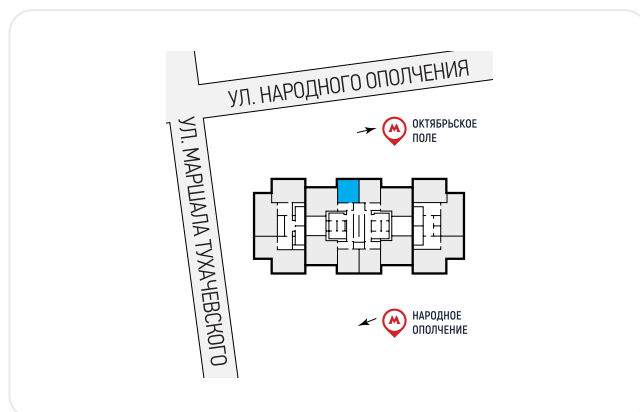 УЛ. НАРОДНОГО ОПОЛЧЕНИЯ
ОКТЯБРЬСКОЕ
ПОЛЕ
УЛ. МАРШАЛА ТУХАЧЕВСКОГО
НАРОДНОЕ
ОПОЛЧЕНИЕ